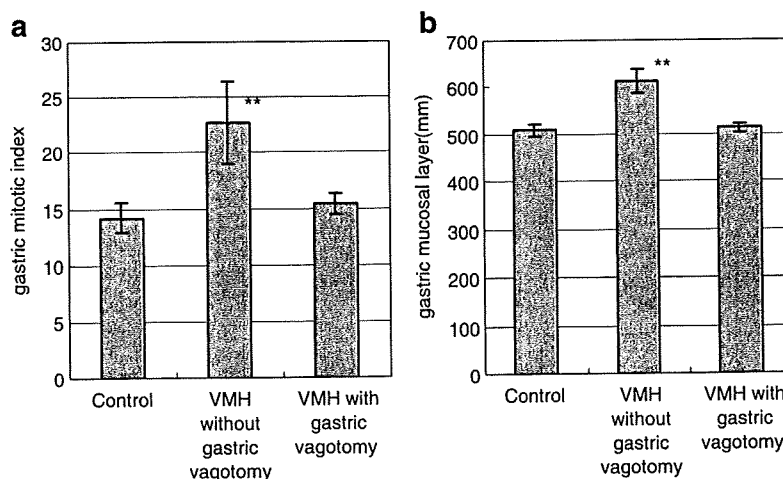 a
30
25
20
15
10
5
0
gastric mitotic index
**
Control
VMH
without
gastric
vagotomy
VMH with
gastric
vagotomy
b
700
600
500
400
300
200
100
0
gastric mucosal layer(mm)
**
Control
VMH
without
gastric
vagotomy
VMH with
gastric
vagotomy